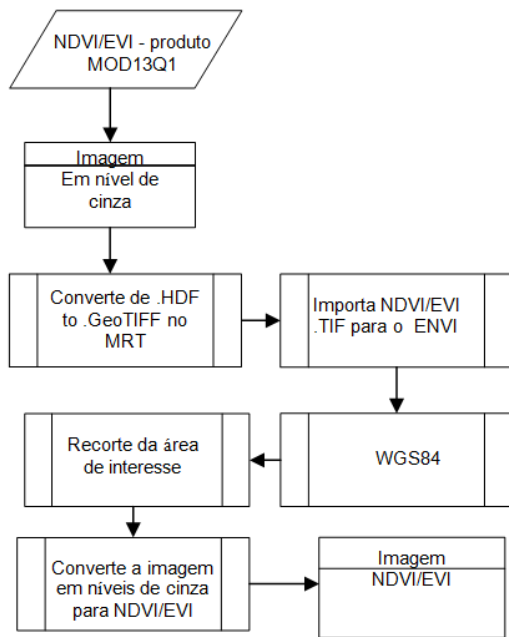 NDVI/EVI - produto
MOD13Q1
Imagem
Em nível de
cinza
Converte de .HDF
to .GeoTIFF no
MRT
Importa NDVI/EVI
.TIF para o ENVI
WGS84
Recorte da área
de interesse
Converte a imagem
em níveis de cinza
para NDVI/EVI
Imagem
NDVI/EVI